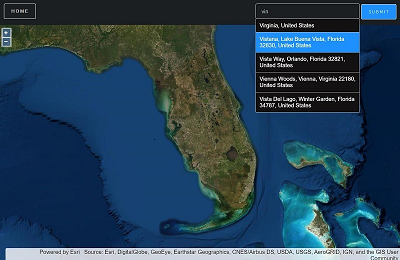 HOME
vin
SUBMIT
Virginia, United States
Vistana, Lake Buena Vista, Florida
32830, United States
Vista Way, Orlando, Florida 32821,
United States
Vienna Woods, Vienna, Virginia 22180,
United States
Vista Del Lago, Winter Garden, Florida
34787, United States
+
−
Powered by Esri Source: Esri, DigitalGlobe, GeoEye, Earthstar Geographics, CNES/Airbus DS, USDA, USGS, AeroGRID, IGN, and the GIS User
Community